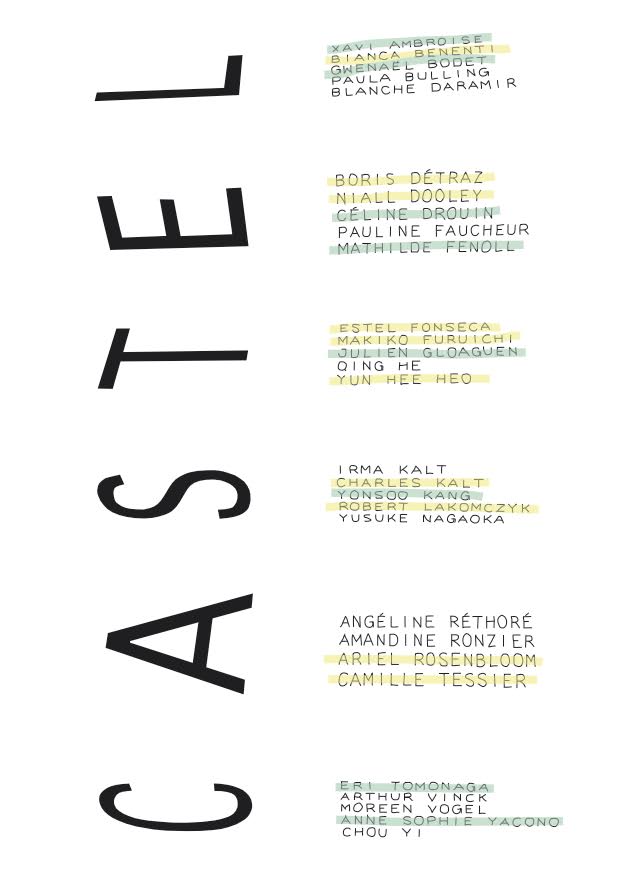 CASTEL
XAVI AMBROISE
BIANCA BENENTI
GWENAËL BODET
PAULA BULLING
BLANCHE DARAMIR
BORIS DÉTRAZ
NIALL DOOLEY
CÉLINE DROUIN
PAULINE FAUCHEUR
MATHILDE FENOLL
ESTEL FONSECA
MAKIKO FURUICHI
JULIEN GLOAGUEN
QING HE
YUN HEE HEO
IRMA KALT
CHARLES KALT
YONSOO KANG
ROBERT LAKOMCZYK
YUSUKE NAGAOKA
ANGÉLINE RÉTHORÉ
AMANDINE RONZIER
ARIEL ROSENBLOOM
CAMILLE TESSIER
ERI TOMONAGA
ARTHUR VINCK
MOREEN VOGEL
ANNE SOPHIE YACONO
CHOU YI